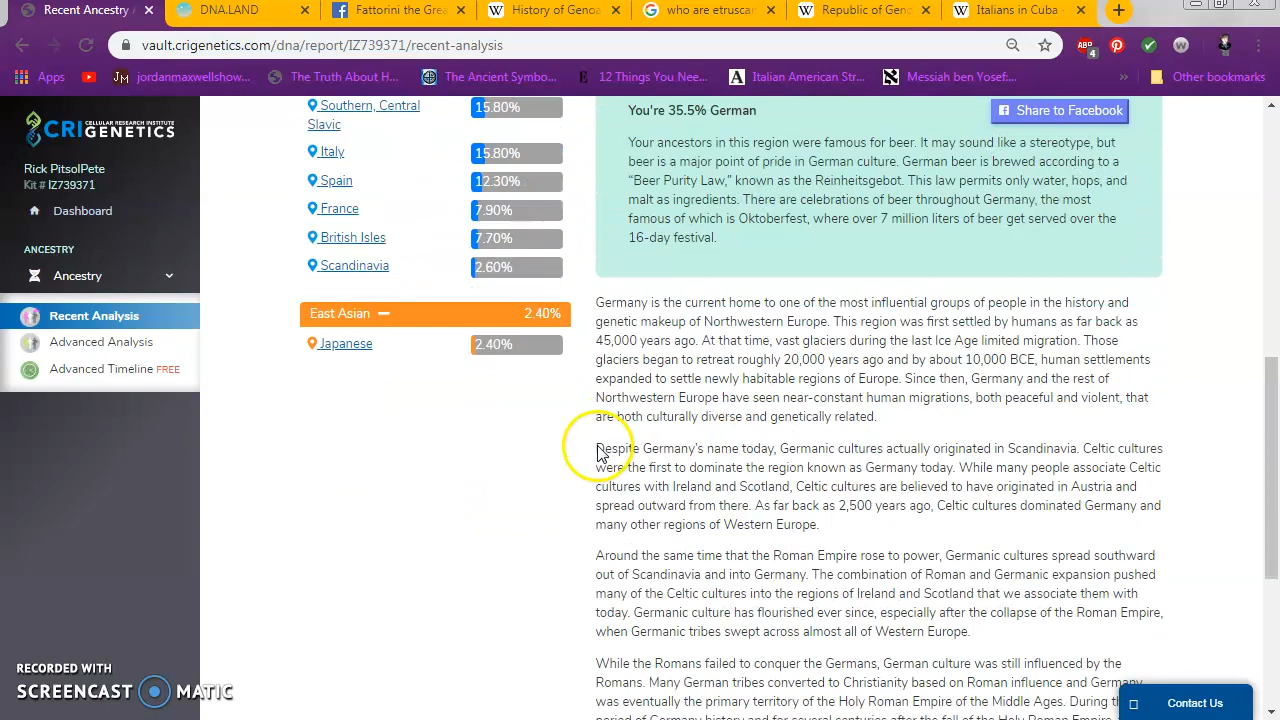 Recent Ancestry
DNA.LAND
Fattorini the Grea
History of Genoa
who are etruscan
Republic of Geno
Italians in Cuba
vault.crigenetics.com/dna/report/IZ739371/recent-analysis
ABP
4
Apps
jordanmaxwellshow...
The Truth About H...
The Ancient Symbo...
12 Things You Nee...
Italian American Str...
Messiah ben Yosef:...
»
Other bookmarks
CRIGENETICS
CELLULAR RESEARCH INSTITUTE
Rick PitsolPete
Kit # IZ739371
Dashboard
ANCESTRY
Ancestry
Recent Analysis
Advanced Analysis
Advanced Timeline FREE
Southern, Central
Slavic
15.80%
Italy 15.80%
Spain 12.30%
France 7.90%
British Isles 7.70%
Scandinavia 2.60%
East Asian 2.40%
Japanese 2.40%
You're 35.5% German
Share to Facebook
Your ancestors in this region were famous for beer. It may sound like a stereotype, but
beer is a major point of pride in German culture. German beer is brewed according to a
“Beer Purity Law,” known as the Reinheitsgebot. This law permits only water, hops, and
malt as ingredients. There are celebrations of beer throughout Germany, the most
famous of which is Oktoberfest, where over 7 million liters of beer get served over the
16-day festival.
Germany is the current home to one of the most influential groups of people in the history and
genetic makeup of Northwestern Europe. This region was first settled by humans as far back as
45,000 years ago. At that time, vast glaciers during the last Ice Age limited migration. Those
glaciers began to retreat roughly 20,000 years ago and by about 10,000 BCE, human settlements
expanded to settle newly habitable regions of Europe. Since then, Germany and the rest of
Northwestern Europe have seen near-constant human migrations, both peaceful and violent, that
are both culturally diverse and genetically related.
Despite Germany's name today, Germanic cultures actually originated in Scandinavia. Celtic cultures
were the first to dominate the region known as Germany today. While many people associate Celtic
cultures with Ireland and Scotland, Celtic cultures are believed to have originated in Austria and
spread outward from there. As far back as 2,500 years ago, Celtic cultures dominated Germany and
many other regions of Western Europe.
Around the same time that the Roman Empire rose to power, Germanic cultures spread southward
out of Scandinavia and into Germany. The combination of Roman and Germanic expansion pushed
many of the Celtic cultures into the regions of Ireland and Scotland that we associate them with
today. Germanic culture has flourished ever since, especially after the collapse of the Roman Empire,
when Germanic tribes swept across almost all of Western Europe.
While the Romans failed to conquer the Germans, German culture was still influenced by the
Romans. Many German tribes converted to Christianity based on Roman influence and Germany
was eventually the primary territory of the Holy Roman Empire of the Middle Ages. During th
period of Germany history and for several centuries after the fall of the Holy Roman Empire,
Contact Us
RECORDED WITH
SCREENCAST MATIC